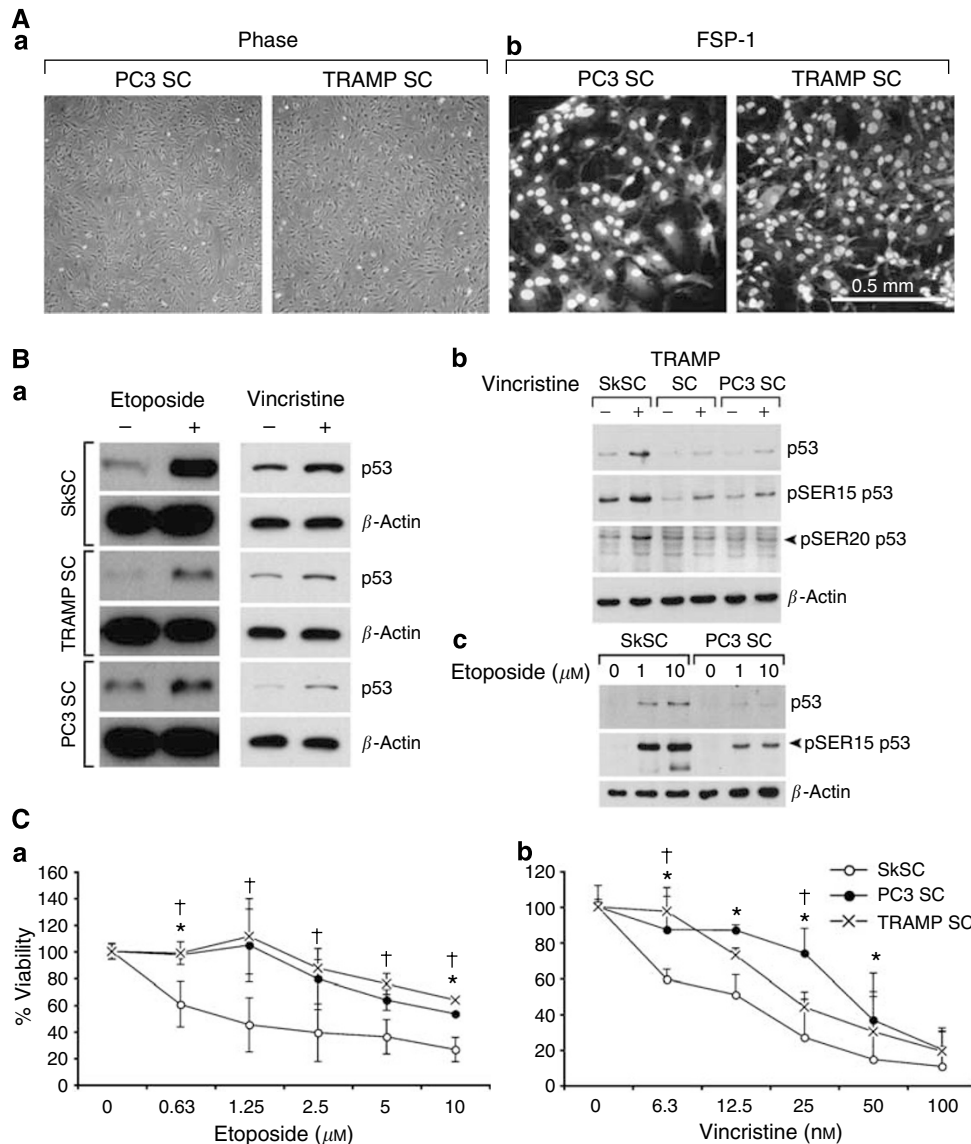 A
a
Phase
PC3 SC TRAMP SC
b
FSP-1
PC3 SC TRAMP SC
0.5 mm
B
a
Etoposide Vincristine
– + – +
SkSC
p53
β-Actin
TRAMP SC
p53
β-Actin
PC3 SC
p53
β-Actin
b
TRAMP
Vincristine SkSC SC PC3 SC
– + – + – +
p53
pSER15 p53
pSER20 p53
β-Actin
c
SkSC PC3 SC
Etoposide (μM) 0 1 10 0 1 10
p53
pSER15 p53
β-Actin
C
a
% Viability
160
140
120
100
80
60
40
20
0
† * † † † † *
0 0.63 1.25 2.5 5 10
Etoposide (μM)
b
120
100
80
60
40
20
0
† * * † * *
SkSC
PC3 SC
TRAMP SC
0 6.3 12.5 25 50 100
Vincristine (nM)